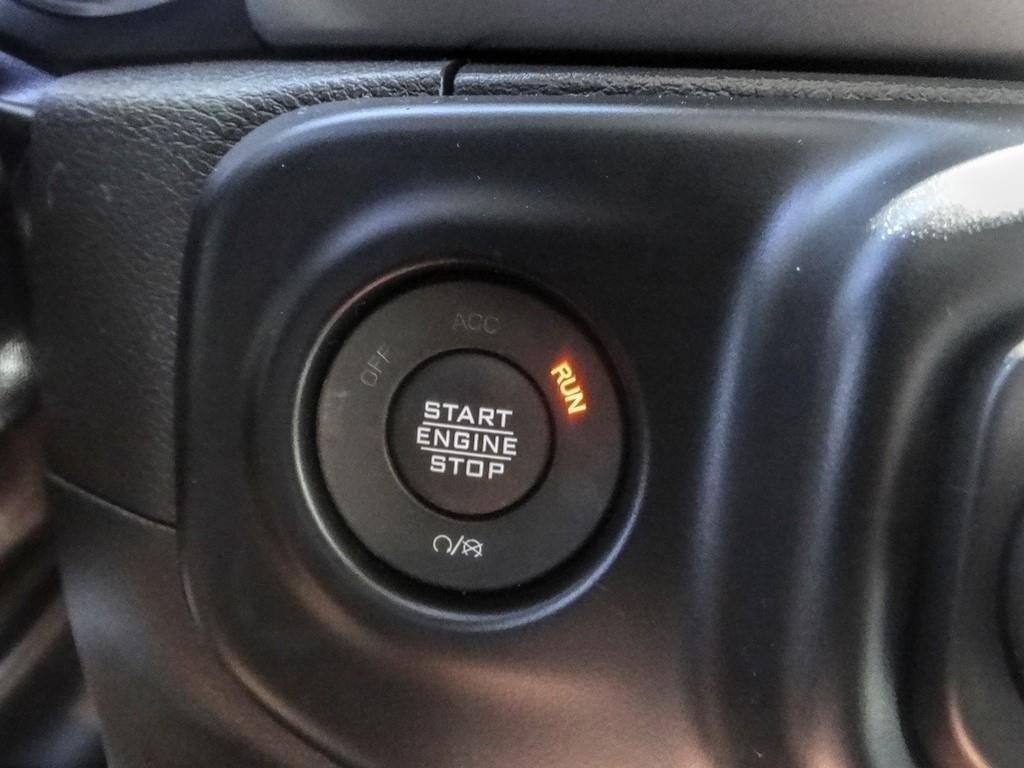 ACC
OFF
RUN
START
ENGINE
STOP